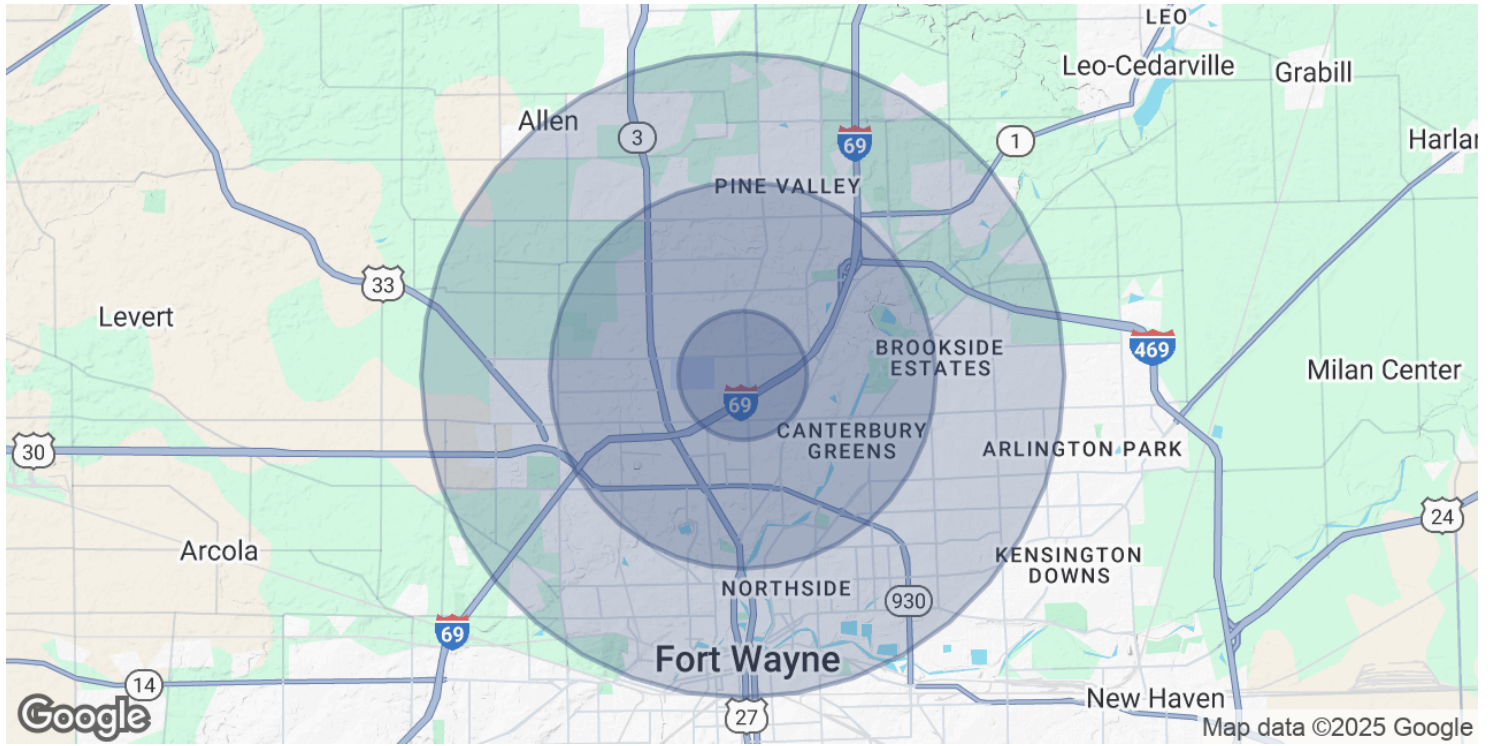 LEO
Leo-Cedarville
Grabill
Allen
3
69
1
Harlan
PINE VALLEY
33
Levert
BROOKSIDE
ESTATES
469
Milan Center
69
CANTERBURY
GREENS
ARLINGTON PARK
30
24
Arcola
KENSINGTON
DOWNS
NORTHSIDE
930
69
Fort Wayne
14
New Haven
27
Google
Map data ©2025 Google